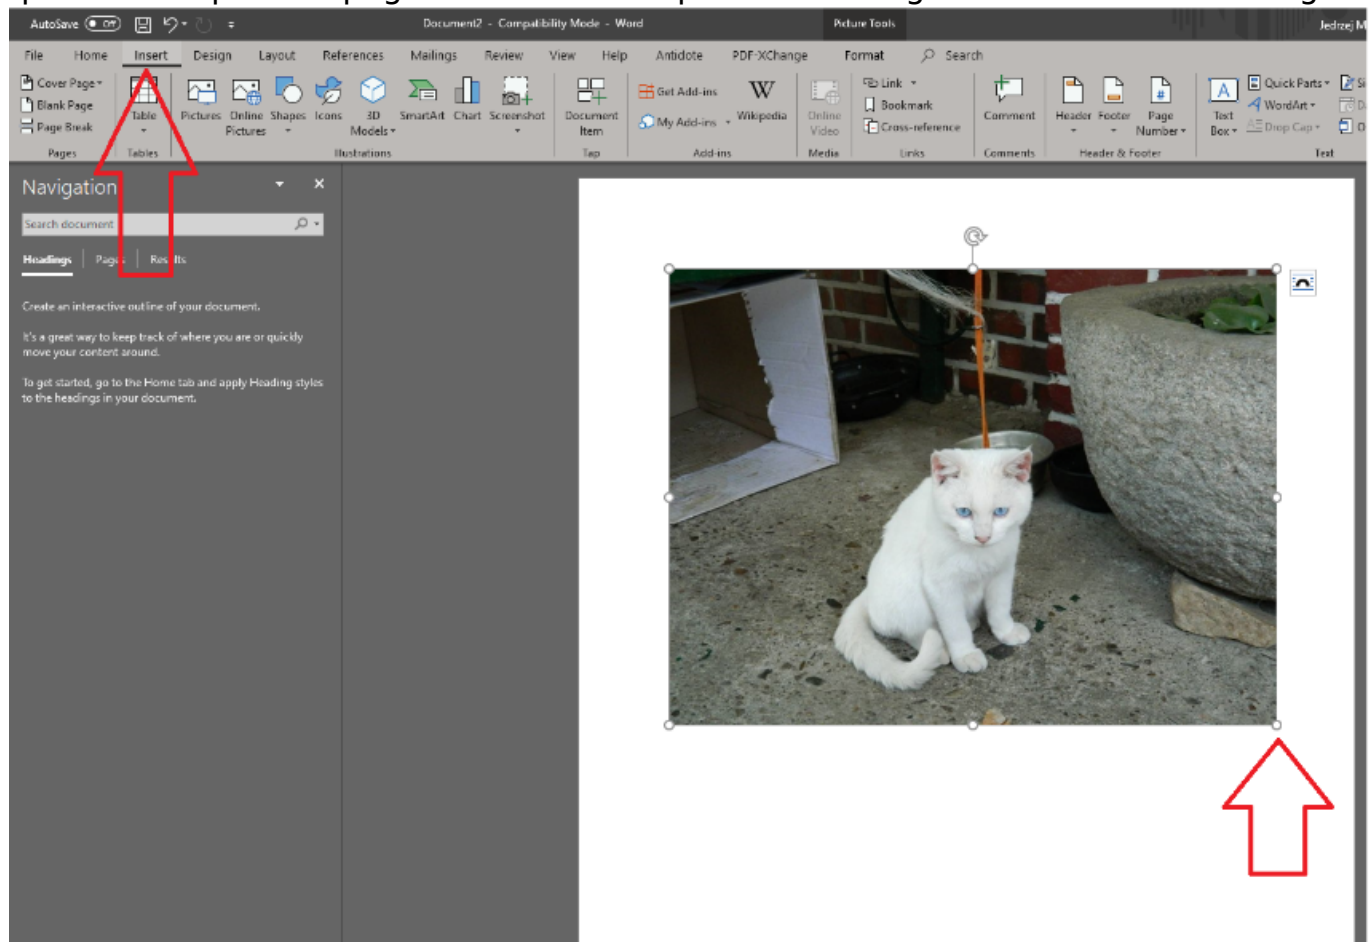 AutoSave Off Document2 - Compatibility Mode - Word Picture Tools Jedrzej M
File Home Insert Design Layout References Mailings Review View Help Antidote PDF-XChange Format Search
Cover Page
Blank Page
Page Break
Pages
Table
Tables
Pictures
Online Pictures
Shapes
Icons
3D Models
SmartArt
Chart
Screenshot
Illustrations
Document Item
Tap
Get Add-ins
My Add-ins
W Wikipedia
Add-ins
Online Video
Media
Link
Bookmark
Cross-reference
Links
Comment
Comments
Header
Footer
# Page Number
Header & Footer
A Text Box
Quick Parts
WordArt
Drop Cap
Text
Navigation
Search document
Headings Pages Results
Create an interactive outline of your document.
It's a great way to keep track of where you are or quickly
move your content around.
To get started, go to the Home tab and apply Heading styles
to the headings in your document.